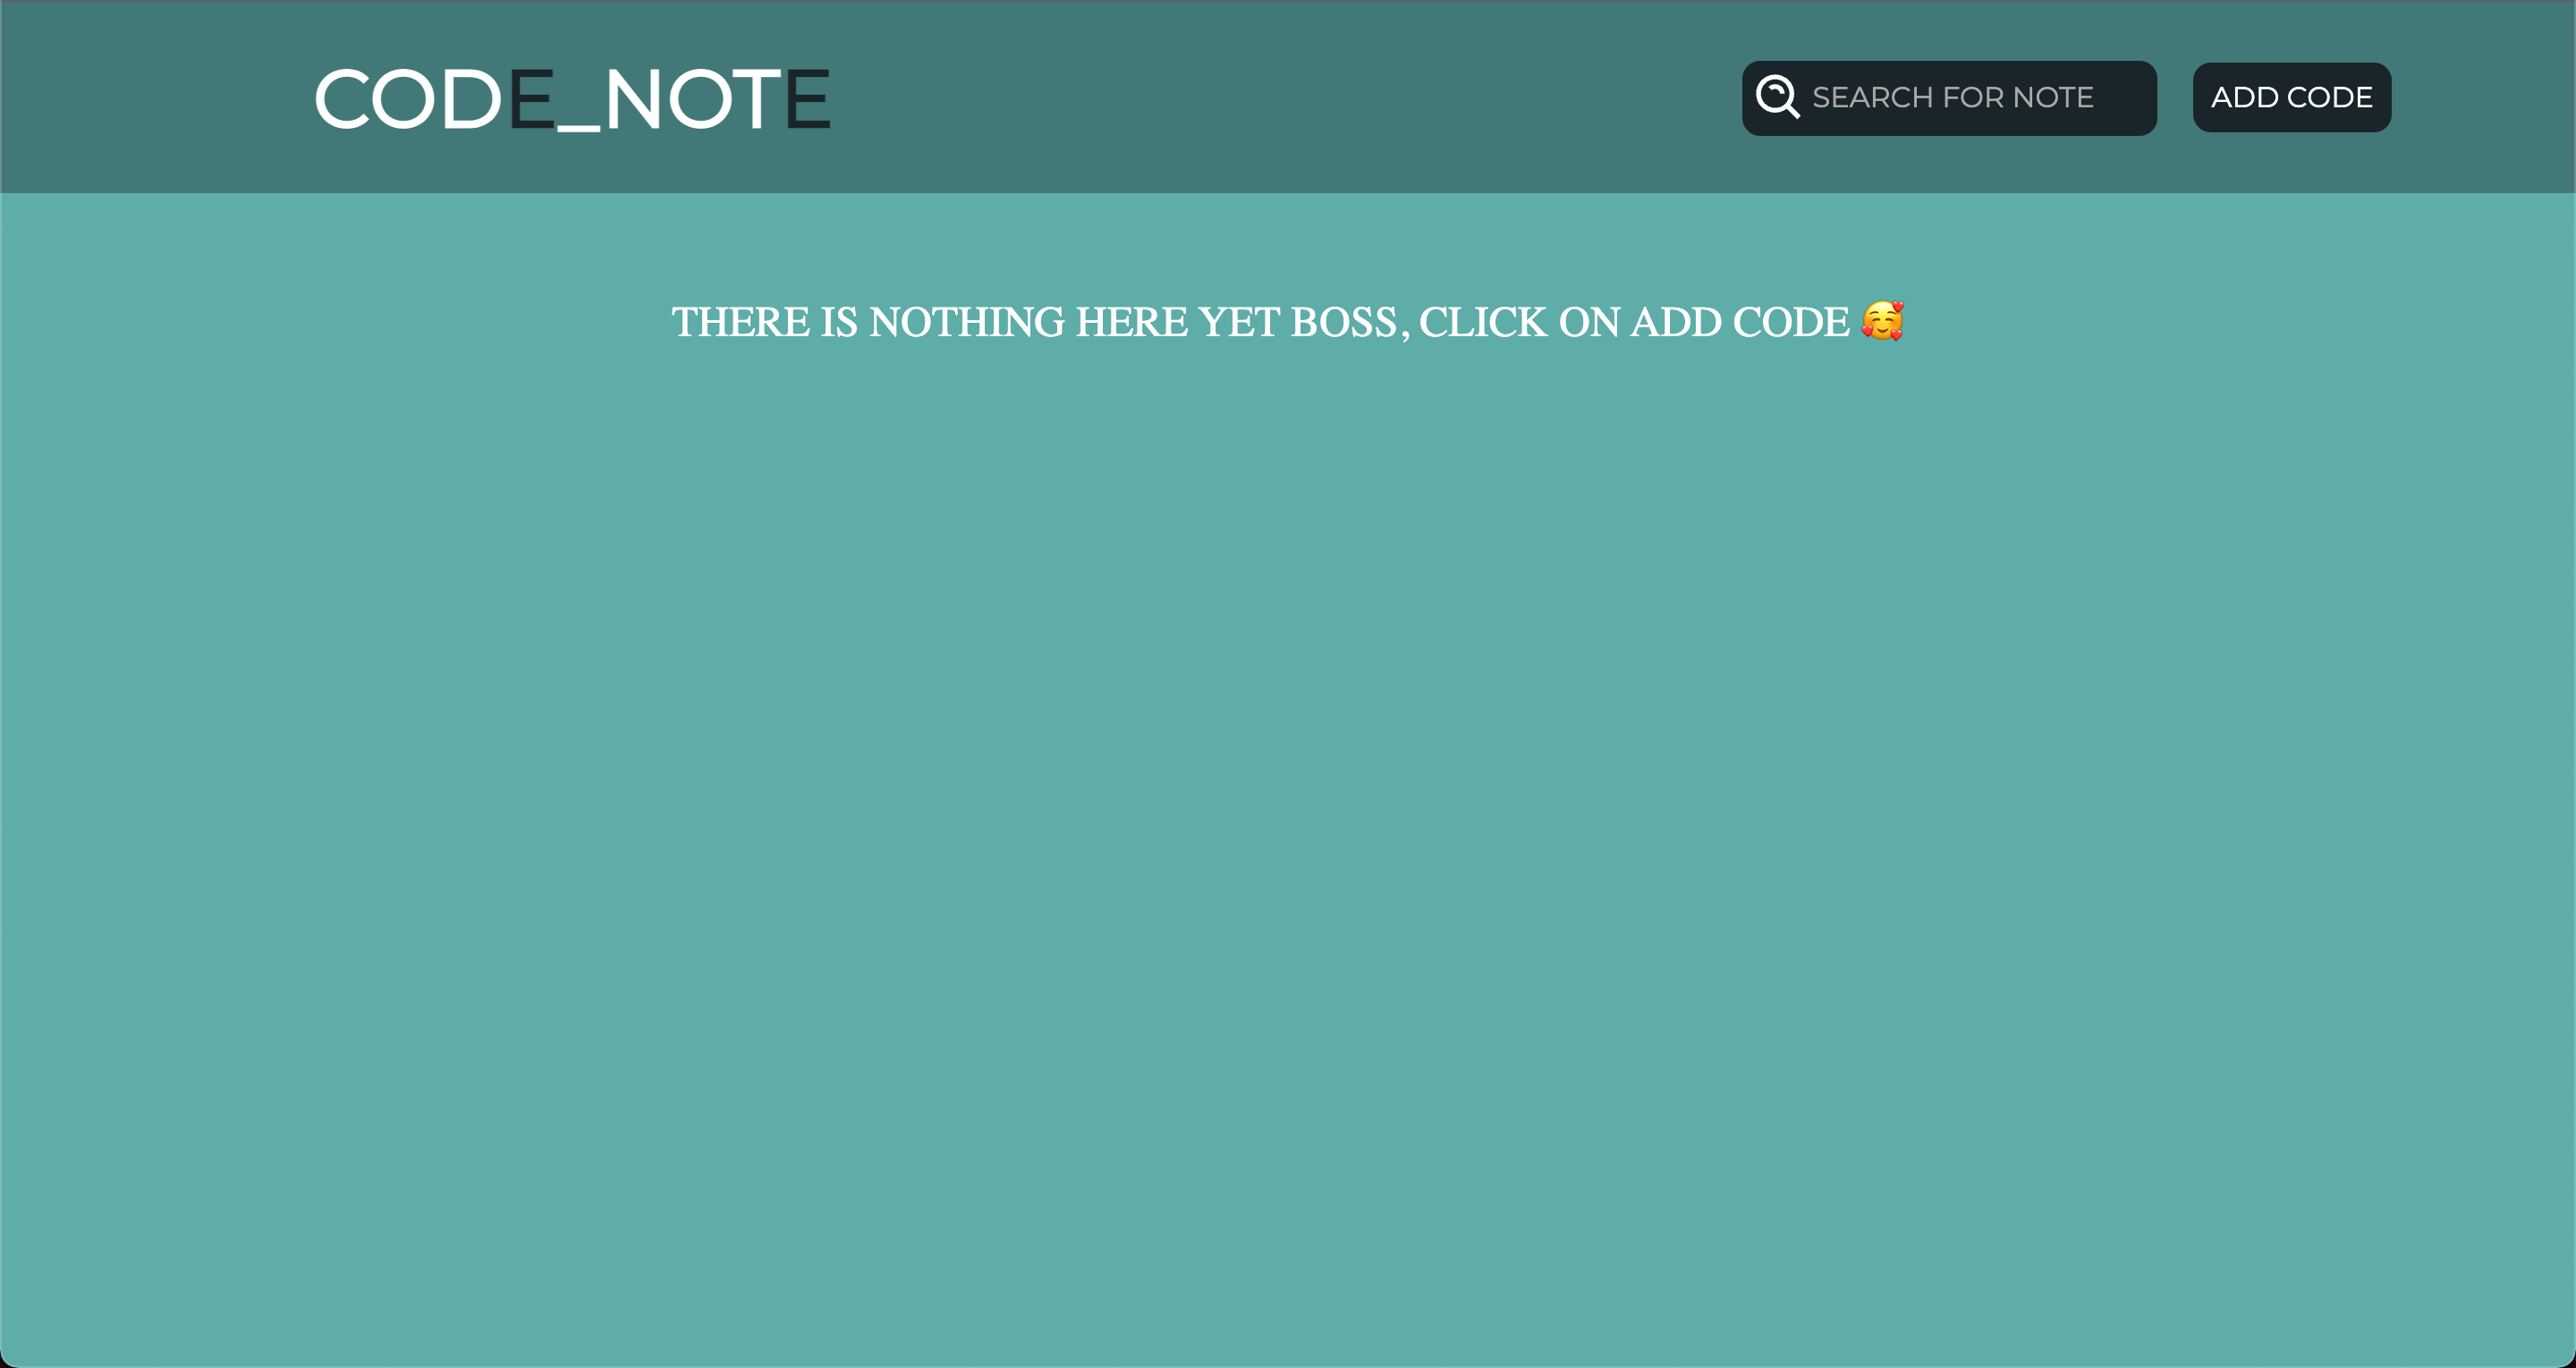 CODE_NOTE
SEARCH FOR NOTE
ADD CODE
THERE IS NOTHING HERE YET BOSS, CLICK ON ADD CODE 🥰